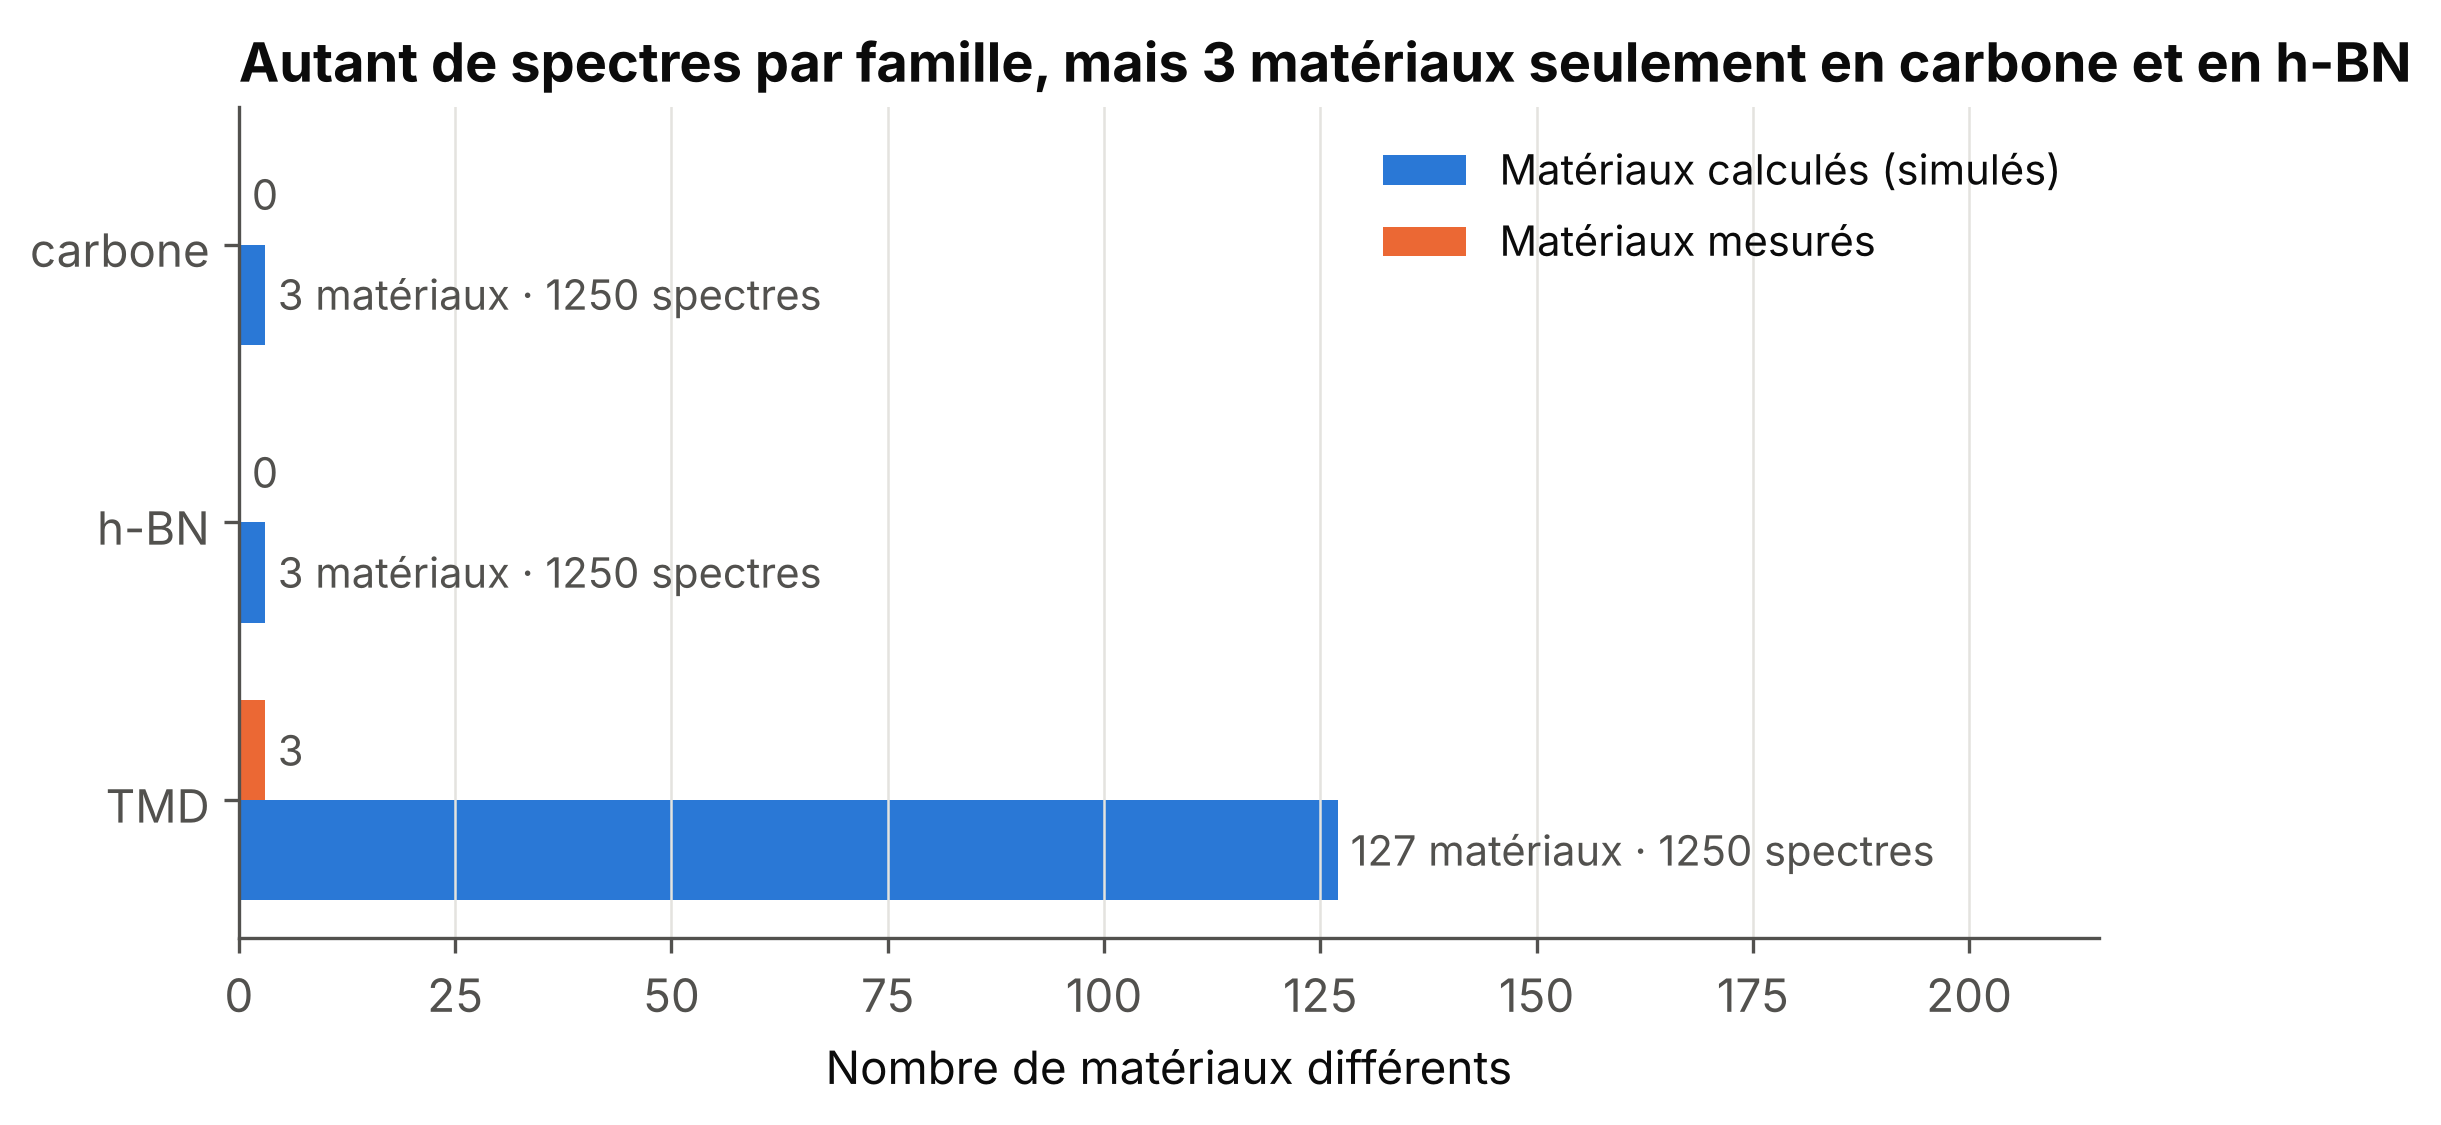 Autant de spectres par famille, mais 3 matériaux seulement en carbone et en h-BN
Matériaux calculés (simulés)
Matériaux mesurés
carbone
0
3 matériaux · 1250 spectres
h-BN
0
3 matériaux · 1250 spectres
TMD
3
127 matériaux · 1250 spectres
0 25 50 75 100 125 150 175 200
Nombre de matériaux différents